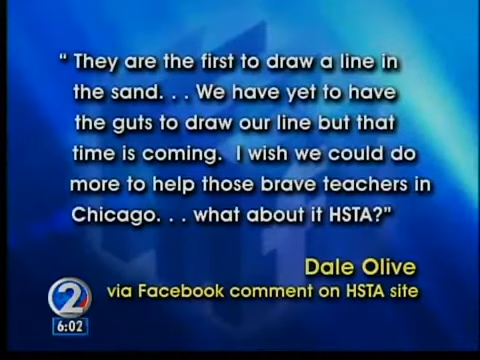 “ They are the first to draw a line in
the sand. . . We have yet to have
the guts to draw our line but that
time is coming.  I wish we could do
more to help those brave teachers in
Chicago. . . what about it HSTA?”
Dale Olive
via Facebook comment on HSTA site
2
6:02